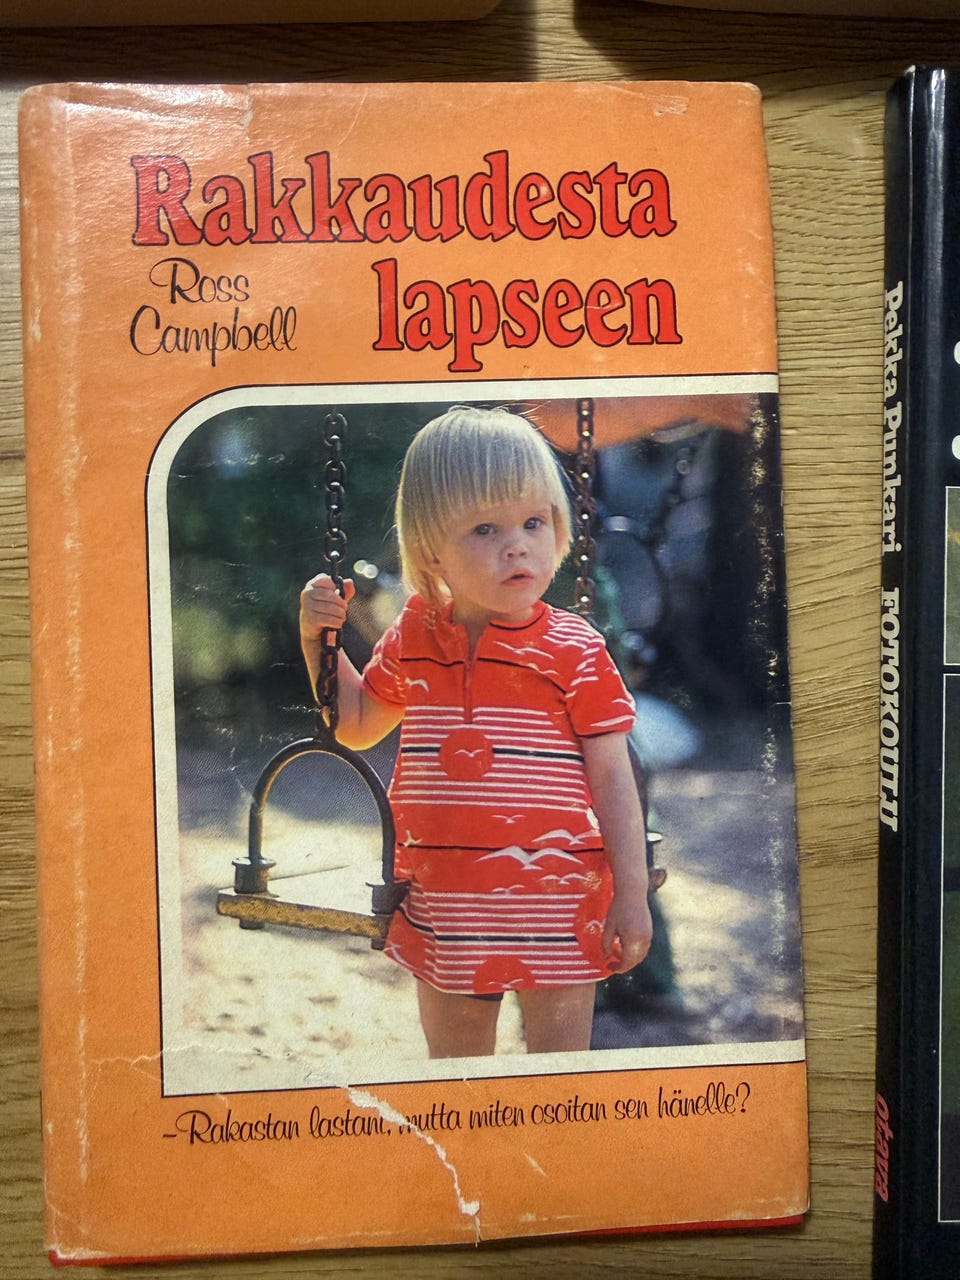 Rakkaudesta
lapseen
Ross
Campbell
–Rakastan lastani, mutta miten osoitan sen hänelle?
Pekka Punkari FOTOKOULU
otava